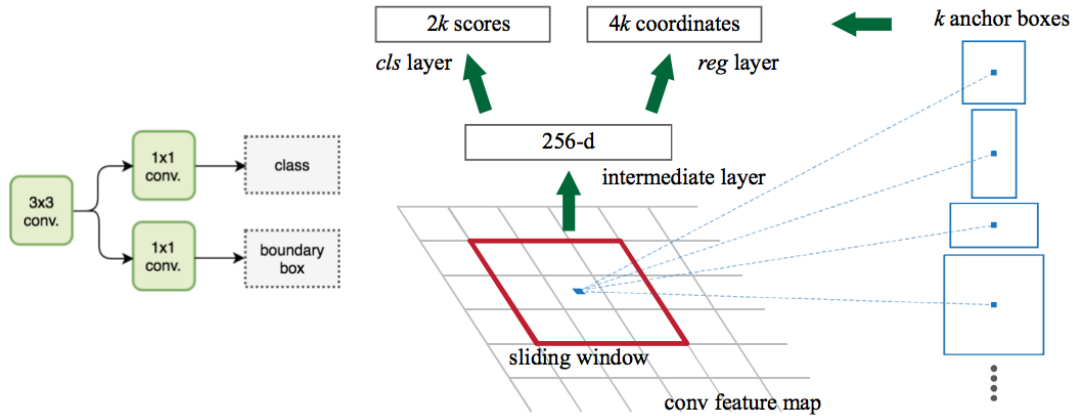 2k scores
4k coordinates
k anchor boxes
cls layer
reg layer
256-d
intermediate layer
1x1
conv.
class
3x3
conv.
1x1
conv.
boundary
box
sliding window
conv feature map